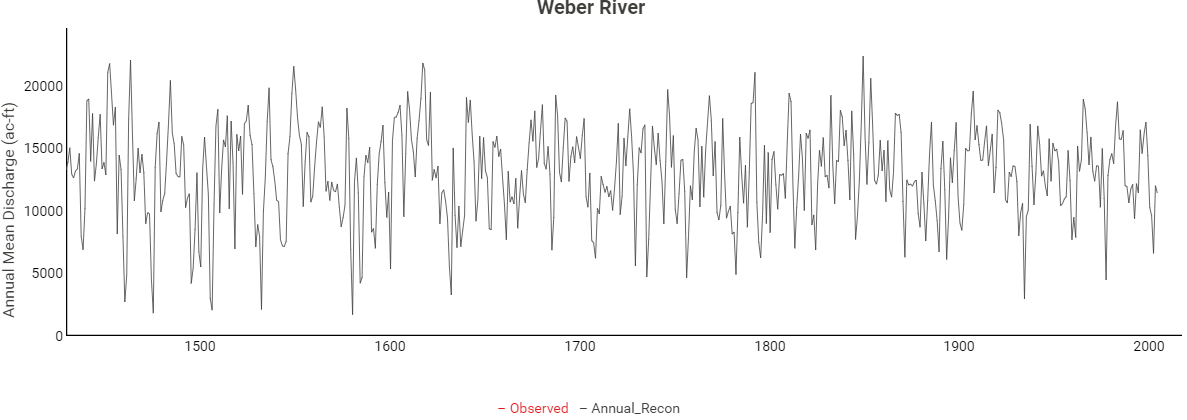 Weber River
Annual Mean Discharge (ac-ft)
20000
15000
10000
5000
0
1500 1600 1700 1800 1900 2000
– Observed – Annual_Recon